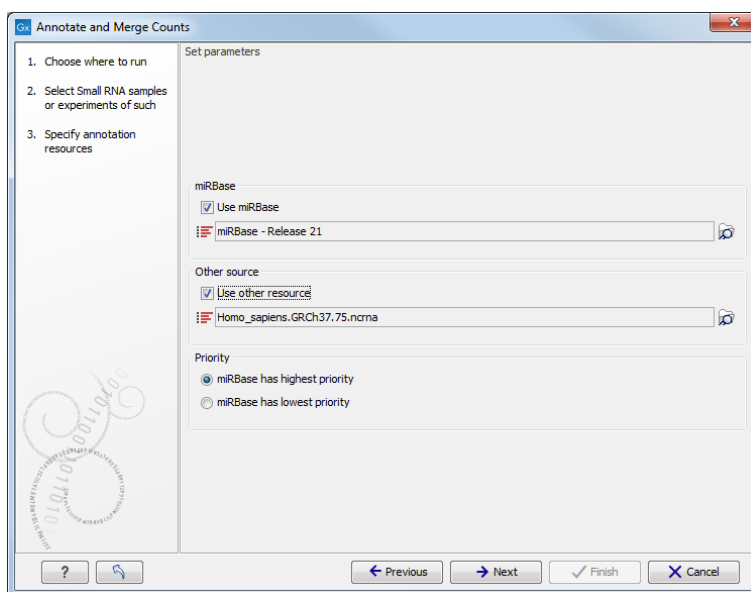 Gx Annotate and Merge Counts
1. Choose where to run
2. Select Small RNA samples
or experiments of such
3. Specify annotation
resources
Set parameters
miRBase
Use miRBase
miRBase - Release 21
Other source
Use other resource
Homo_sapiens.GRCh37.75.ncrna
Priority
miRBase has highest priority
miRBase has lowest priority
?
Previous
Next
Finish
Cancel